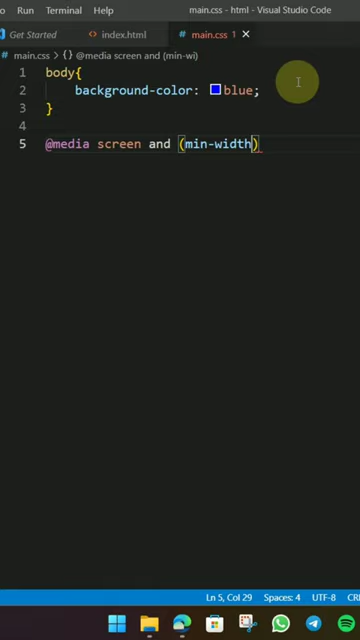 o Run Terminal Help main.css - html - Visual Studio Code
Get Started index.html # main.css 1
# main.css > {} @media screen and (min-wi)
1 body{
2 background-color: blue;
3 }
4
5 @media screen and (min-width)
Ln 5, Col 29 Spaces: 4 UTF-8 CR